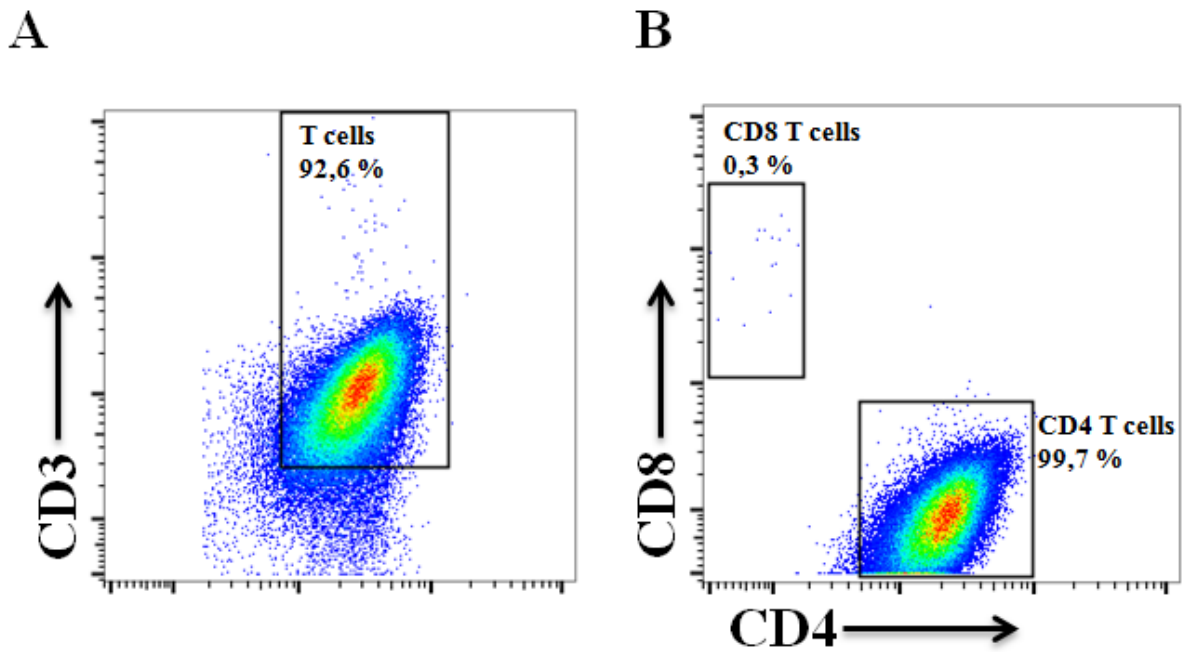 A
B
T cells
92,6 %
CD3
CD8 T cells
0,3 %
CD4 T cells
99,7 %
CD8
CD4